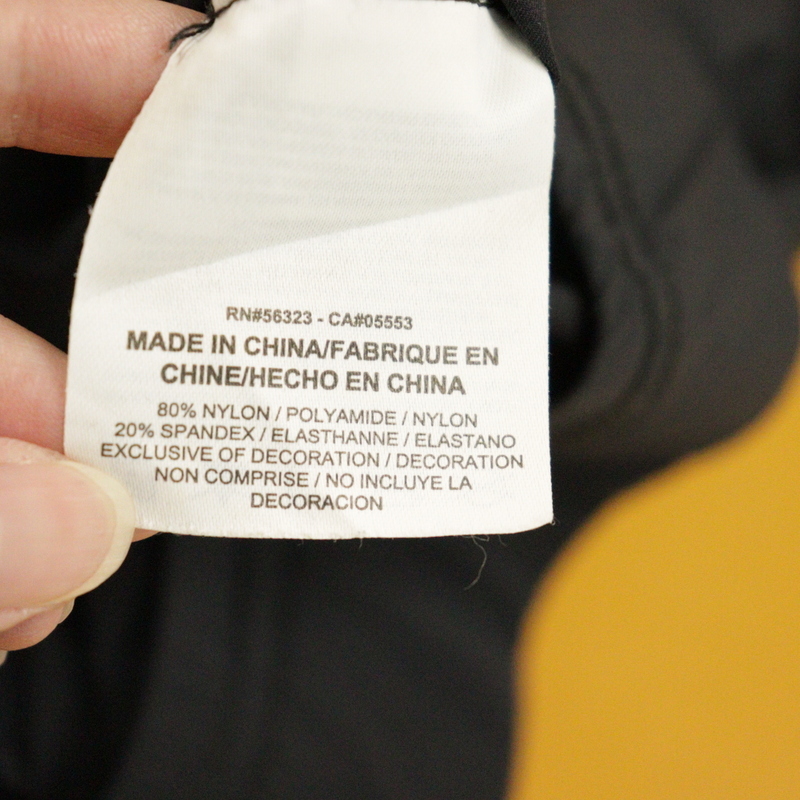 RN#56323 - CA#05553
MADE IN CHINA/FABRIQUE EN
CHINE/HECHO EN CHINA
80% NYLON / POLYAMIDE / NYLON
20% SPANDEX / ELASTHANNE / ELASTANO
EXCLUSIVE OF DECORATION / DECORATION
NON COMPRISE / NO INCLUYE LA
DECORACION